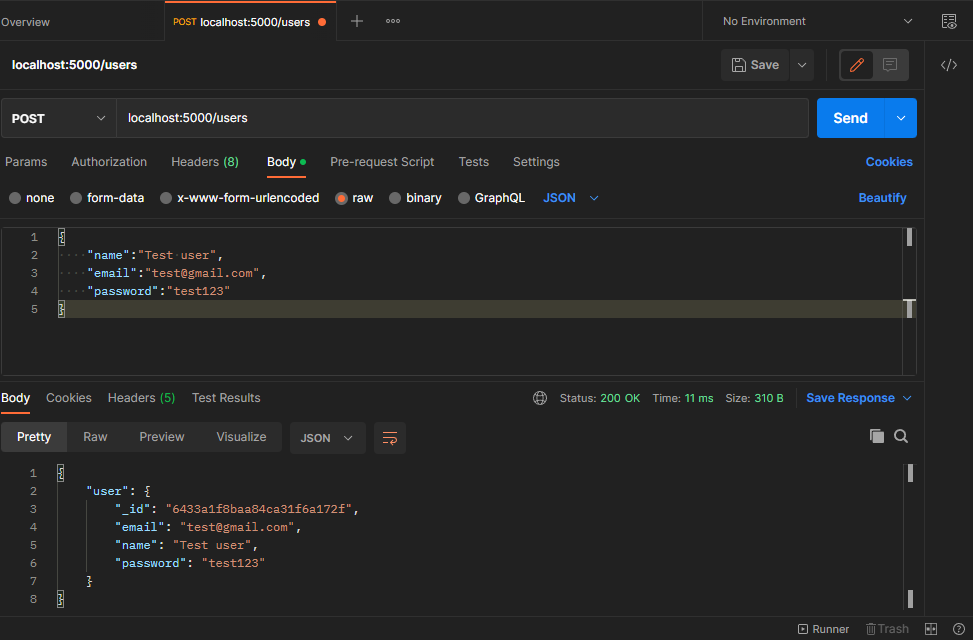 Overview
POST localhost:5000/users
No Environment
localhost:5000/users
Save
POST
localhost:5000/users
Send
Params Authorization Headers (8) Body Pre-request Script Tests Settings Cookies
none form-data x-www-form-urlencoded raw binary GraphQL JSON Beautify
1 {
2 "name":"Test user",
3 "email":"test@gmail.com",
4 "password":"test123"
5 }
Body Cookies Headers (5) Test Results Status: 200 OK Time: 11 ms Size: 310 B Save Response
Pretty Raw Preview Visualize JSON
1 {
2 "user": {
3 "_id": "6433a1f8baa84ca31f6a172f",
4 "email": "test@gmail.com",
5 "name": "Test user",
6 "password": "test123"
7 }
8 }
Runner Trash